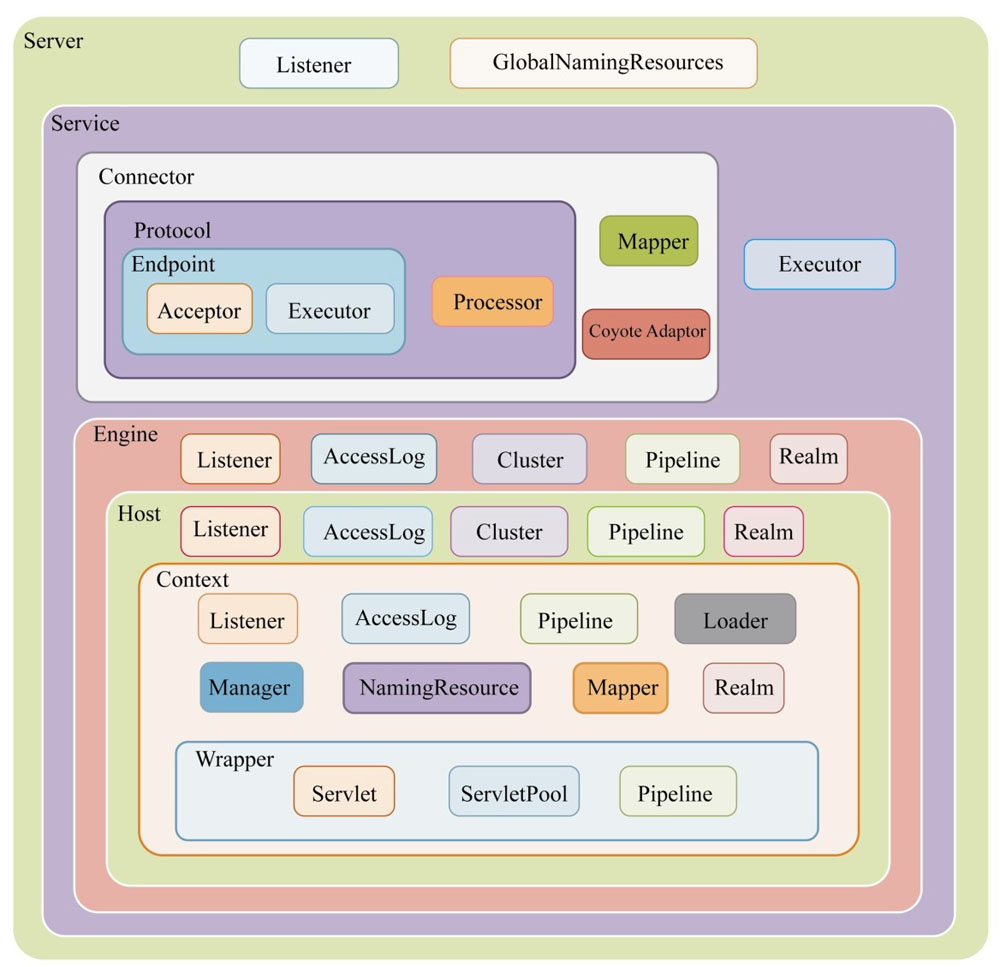 Server
Listener
GlobalNamingResources
Service
Connector
Protocol
Endpoint
Acceptor
Executor
Processor
Mapper
Coyote Adaptor
Executor
Engine
Listener
AccessLog
Cluster
Pipeline
Realm
Host
Listener
AccessLog
Cluster
Pipeline
Realm
Context
Listener
AccessLog
Pipeline
Loader
Manager
NamingResource
Mapper
Realm
Wrapper
Servlet
ServletPool
Pipeline